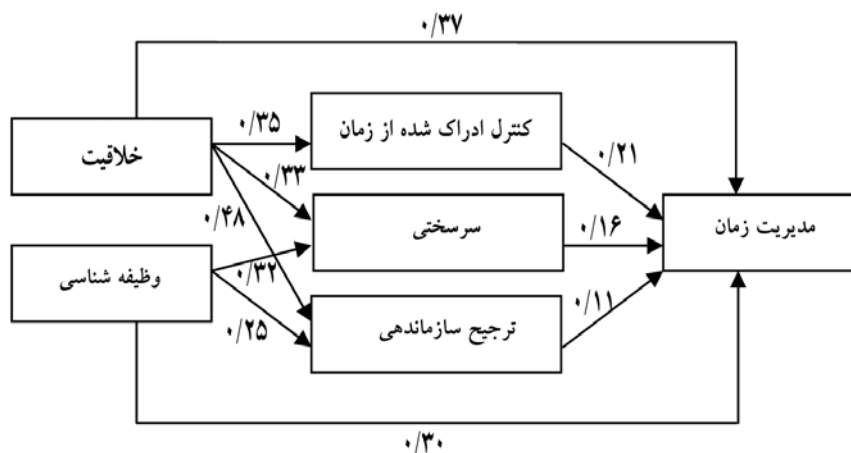 ۰/۳۷
کنترل ادراک شده از زمان
۰/۳۵
خلاقیت
۰/۲۱
۰/۳۳
سرسختی
۰/۱۶
مدیریت زمان
۰/۴۸
وظیفه شناسی
۰/۳۲
ترجیح سازماندهی
۰/۱۱
۰/۲۵
۰/۳۰